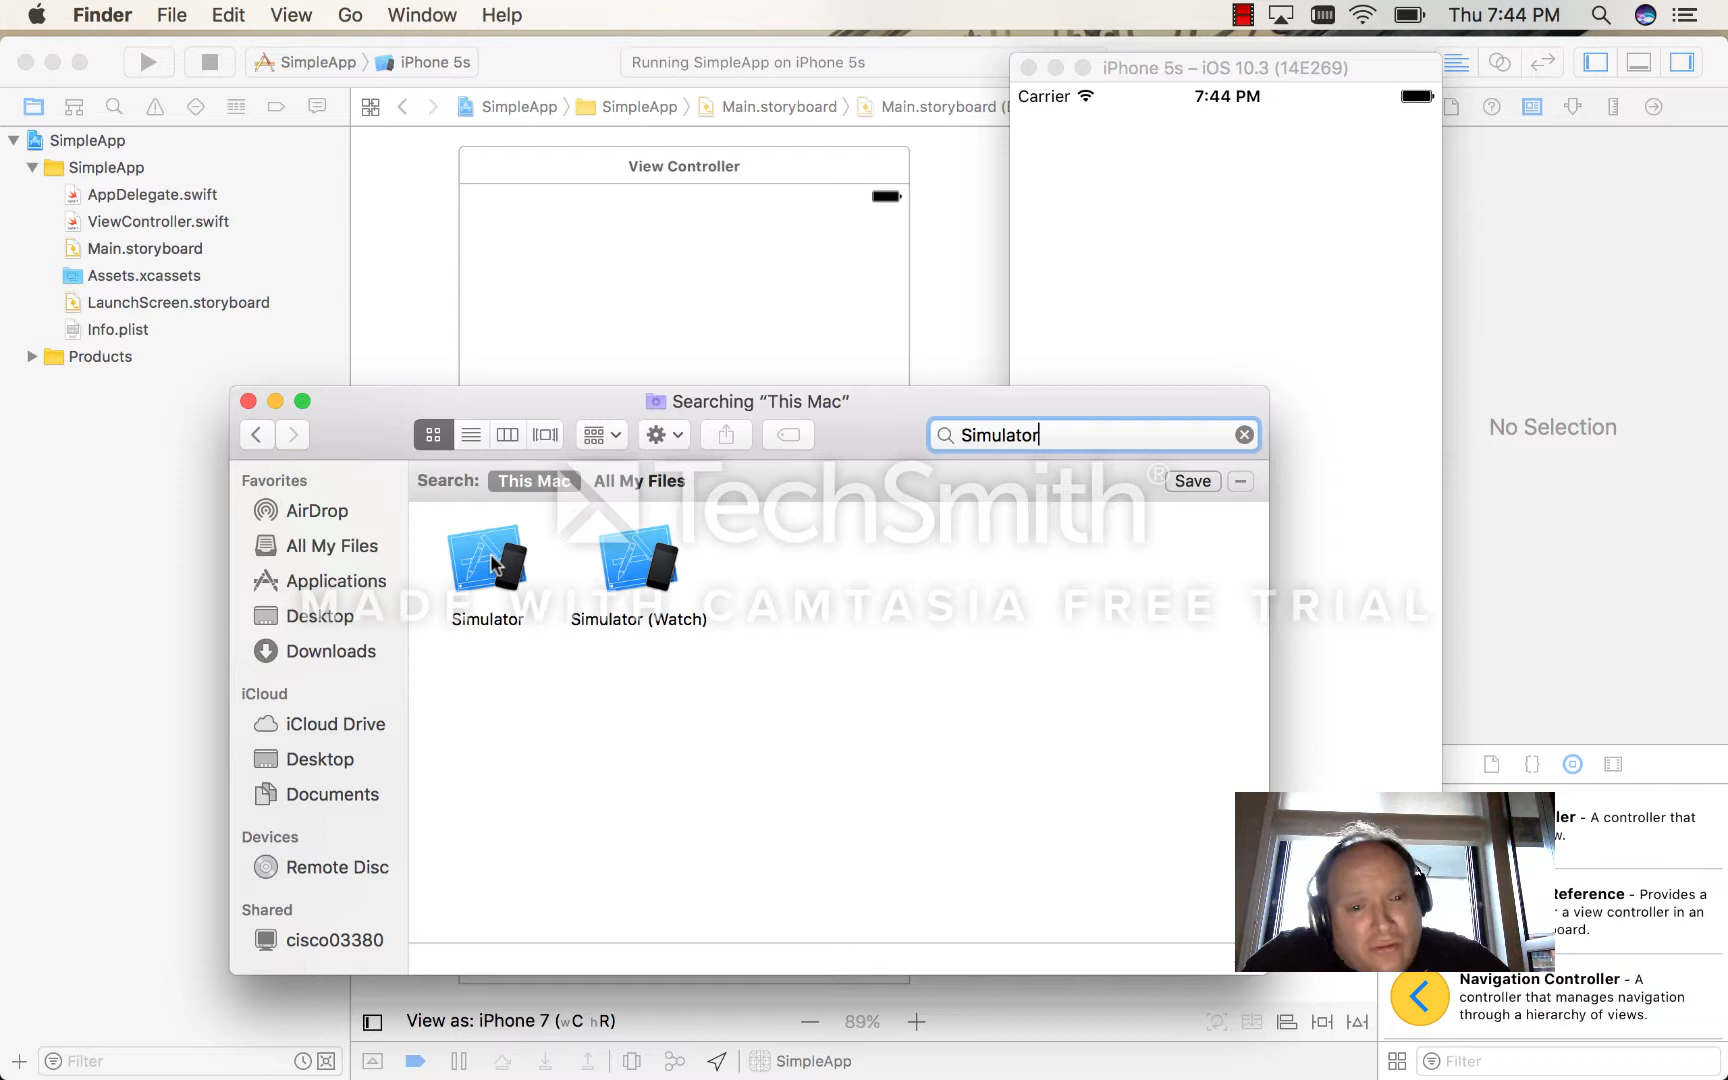 Finder File Edit View Go Window Help
Thu 7:44 PM
SimpleApp iPhone 5s
Running SimpleApp on iPhone 5s
iPhone 5s – iOS 10.3 (14E269)
SimpleApp SimpleApp Main.storyboard Main.storyboard (
Carrier 7:44 PM
SimpleApp
SimpleApp
AppDelegate.swift
ViewController.swift
Main.storyboard
Assets.xcassets
LaunchScreen.storyboard
Info.plist
Products
View Controller
No Selection
Searching “This Mac”
Simulator
Search: This Mac All My Files
Save
Favorites
AirDrop
All My Files
Applications
Desktop
Downloads
iCloud
iCloud Drive
Desktop
Documents
Devices
Remote Disc
Shared
cisco03380
Simulator
Simulator (Watch)
TechSmith®
MADE WITH CAMTASIA FREE TRIAL
ler - A controller that
w.
Reference - Provides a
r a view controller in an
oard.
Navigation Controller - A
controller that manages navigation
through a hierarchy of views.
View as: iPhone 7 (wC hR)
89%
Filter
SimpleApp
Filter